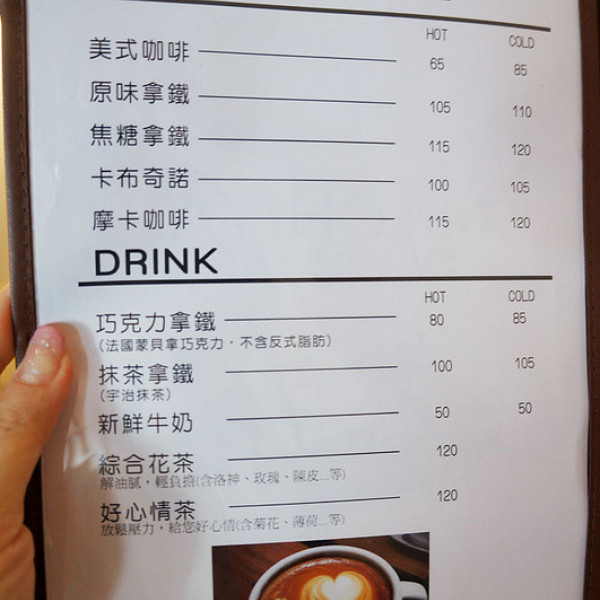 HOT COLD
美式咖啡 65 85
原味拿鐵 105 110
焦糖拿鐵 115 120
卡布奇諾 100 105
摩卡咖啡 115 120
DRINK
HOT COLD
巧克力拿鐵 80 85
(法國蒙貝拿巧克力，不含反式脂肪)
抹茶拿鐵 100 105
(宇治抹茶)
新鮮牛奶 50 50
綜合花茶 120
解油膩，輕負擔(含洛神、玫瑰、陳皮...等)
好心情茶 120
放鬆壓力，給您好心情(含菊花、薄荷...等)